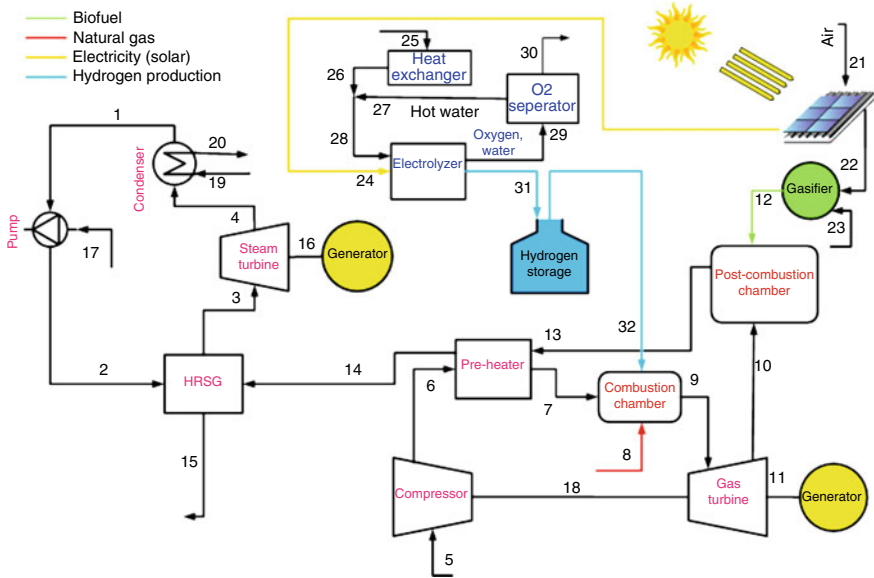 Biofuel
Natural gas
Electricity (solar)
Hydrogen production
25
Heat
exchanger
26
27
Hot water
30
O2
seperator
28
Oxygen,
water
29
Electrolyzer
24
31
Air
21
22
Gasifier
12
23
1
20
19
Condenser
4
Pump
17
Steam
turbine
16
Generator
3
Hydrogen
storage
Post-combustion
chamber
32
13
2
HRSG
14
Pre-heater
6
7
Combustion
chamber
9
10
8
15
Compressor
18
Gas
turbine
11
Generator
5